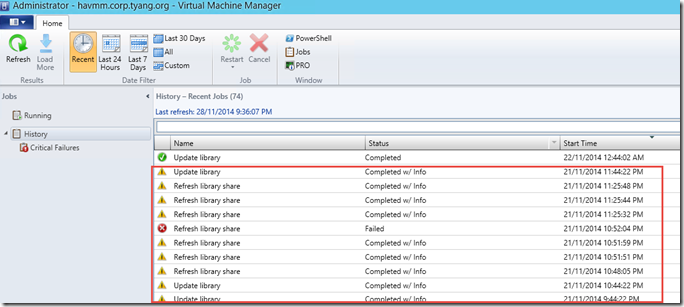 Administrator - havmm.corp.tyang.org - Virtual Machine Manager
Home
Refresh
Load More
Results
Recent
Last 24 Hours
Last 7 Days
Last 30 Days
All
Custom
Date Filter
Restart
Cancel
Job
PowerShell
Jobs
PRO
Window
Jobs
Running
History
Critical Failures
History – Recent Jobs (74)
Last refresh: 28/11/2014 9:36:07 PM
Name Status Start Time
Update library Completed 22/11/2014 12:44:02 AM
Update library Completed w/ Info 21/11/2014 11:44:22 PM
Refresh library share Completed w/ Info 21/11/2014 11:25:48 PM
Refresh library share Completed w/ Info 21/11/2014 11:25:44 PM
Refresh library share Completed w/ Info 21/11/2014 11:25:32 PM
Refresh library share Failed 21/11/2014 10:52:04 PM
Refresh library share Completed w/ Info 21/11/2014 10:51:59 PM
Refresh library share Completed w/ Info 21/11/2014 10:51:51 PM
Refresh library share Completed w/ Info 21/11/2014 10:48:05 PM
Update library Completed w/ Info 21/11/2014 10:44:22 PM
Update library Completed w/ Info 21/11/2014 9:44:22 PM